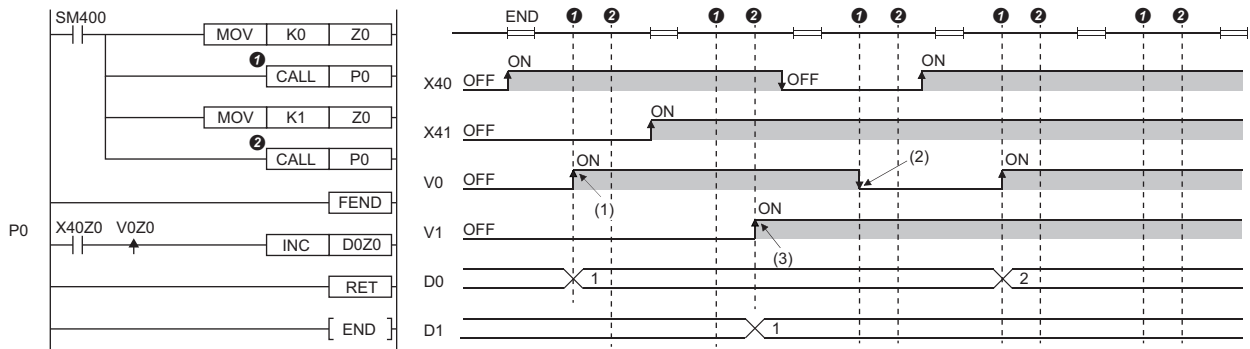 SM400
MOV K0 Z0
❶
CALL P0
MOV K1 Z0
❷
CALL P0
FEND
P0
X40Z0 V0Z0
INC D0Z0
RET
END
END ❶ ❷ ❶ ❷ ❶ ❷ ❶ ❷ ❶ ❷
X40 OFF ON OFF ON
X41 OFF ON
V0 OFF ON (1) (2) ON
V1 OFF ON (3)
D0 1 2
D1 1